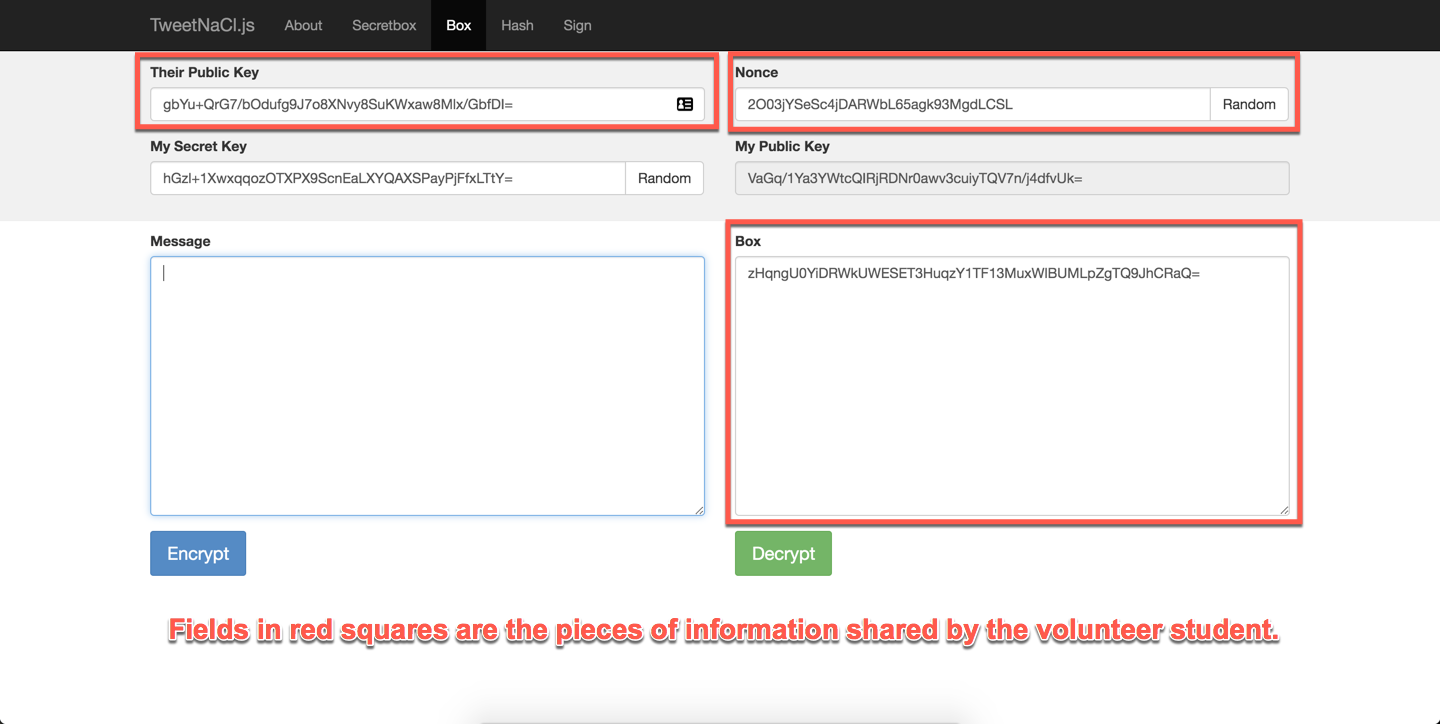 TweetNaCl.js About Secretbox Box Hash Sign
Their Public Key
gbYu+QrG7/bOdufg9J7o8XNvy8SuKWxaw8Mlx/GbfDI=
Nonce
2O03jYSeSc4jDARWbL65agk93MgdLCSL
Random
My Secret Key
hGzl+1XwxqqozOTXPX9ScnEaLXYQAXSPayPjFfxLTtY=
Random
My Public Key
VaGq/1Ya3YWtcQIRjRDNr0awv3cuiyTQV7n/j4dfvUk=
Message
Box
zHqngU0YiDRWkUWESET3HuqzY1TF13MuxWlBUMLpZgTQ9JhCRaQ=
Encrypt
Decrypt
Fields in red squares are the pieces of information shared by the volunteer student.